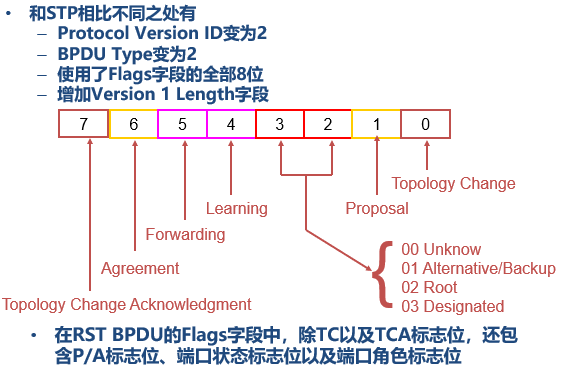 • 和STP相比不同之处有
– Protocol Version ID变为2
– BPDU Type变为2
– 使用了Flags字段的全部8位
– 增加Version 1 Length字段
7 6 5 4 3 2 1 0
Topology Change
Learning
Proposal
Forwarding
Agreement
Topology Change Acknowledgment
00 Unknow
01 Alternative/Backup
02 Root
03 Designated
• 在RST BPDU的Flags字段中，除TC以及TCA标志位，还包
含P/A标志位、端口状态标志位以及端口角色标志位